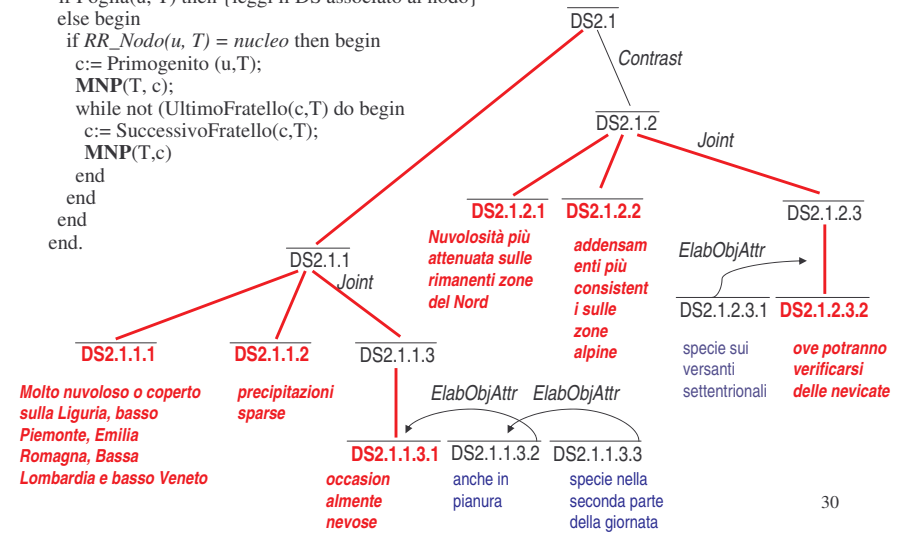 if Foglia(u, T) then {leggi il DS associato al nodo}
else begin
if RR_Nodo(u, T) = nucleo then begin
c:= Primogenito (u,T);
MNP(T, c);
while not (UltimoFratello(c,T) do begin
c:= SuccessivoFratello(c,T);
MNP(T,c)
end
end
end
end.
DS2.1
Contrast
DS2.1.2
Joint
DS2.1.2.1
DS2.1.2.2
DS2.1.2.3
Nuvolosità più
attenuata sulle
rimanenti zone
del Nord
addensam
enti più
consistent
i sulle
zone
alpine
ElabObjAttr
DS2.1.2.3.1
DS2.1.2.3.2
specie sui
versanti
settentrionali
ove potranno
verificarsi
delle nevicate
DS2.1.1
Joint
DS2.1.1.1
DS2.1.1.2
DS2.1.1.3
Molto nuvoloso o coperto
sulla Liguria, basso
Piemonte, Emilia
Romagna, Bassa
Lombardia e basso Veneto
precipitazioni
sparse
ElabObjAttr
ElabObjAttr
DS2.1.1.3.1
DS2.1.1.3.2
DS2.1.1.3.3
occasion
almente
nevose
anche in
pianura
specie nella
seconda parte
della giornata
30